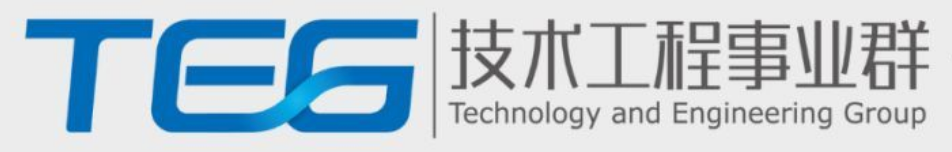 TEG
技术工程事业群
Technology and Engineering Group